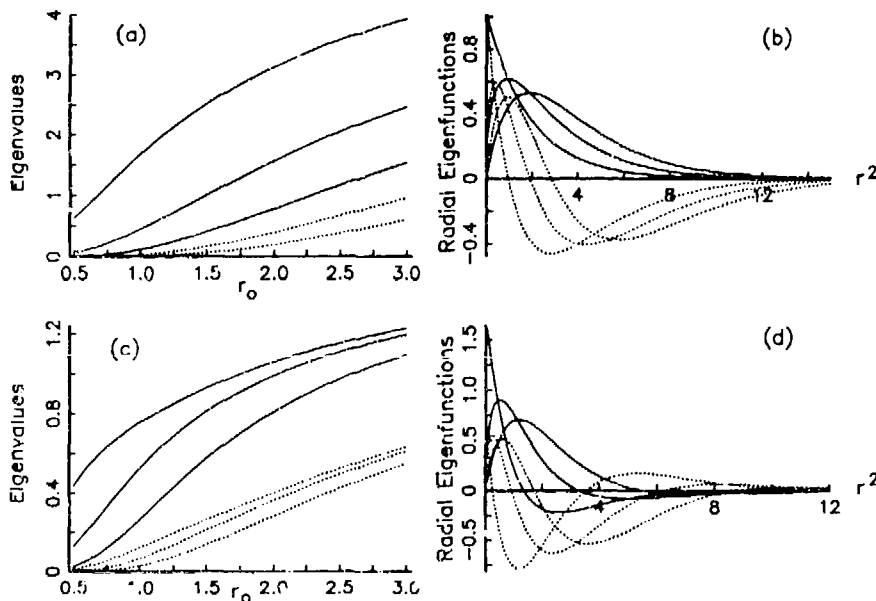 (a)
Eigenvalues
4
3
2
1
0
0.5 1.0 1.5 2.0 2.5 3.0
r₀
(b)
Radial Eigenfunctions
0.8
0.4
0
-0.4
4 8 12
r²
(c)
Eigenvalues
1.2
0.8
0.4
0
0.5 1.0 1.5 2.0 2.5 3.0
r₀
(d)
Radial Eigenfunctions
1.5
1.0
0.5
0
-0.5
4 8 12
r²